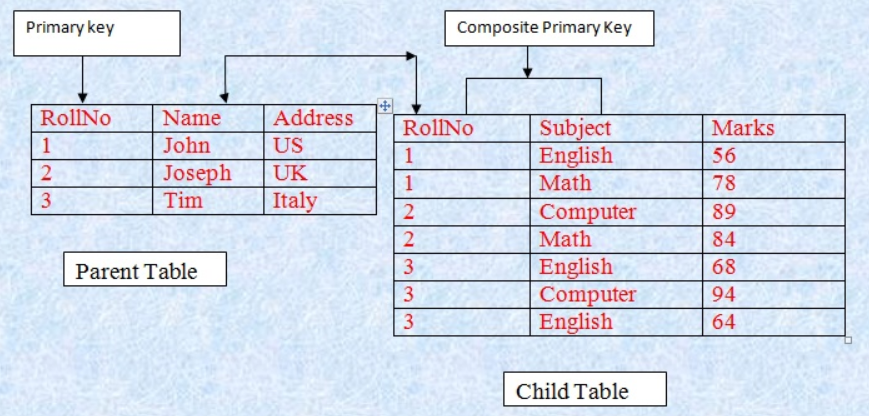 Primary key
Composite Primary Key
RollNo Name Address
1 John US
2 Joseph UK
3 Tim Italy
Parent Table
RollNo Subject Marks
1 English 56
1 Math 78
2 Computer 89
2 Math 84
3 English 68
3 Computer 94
3 English 64
Child Table